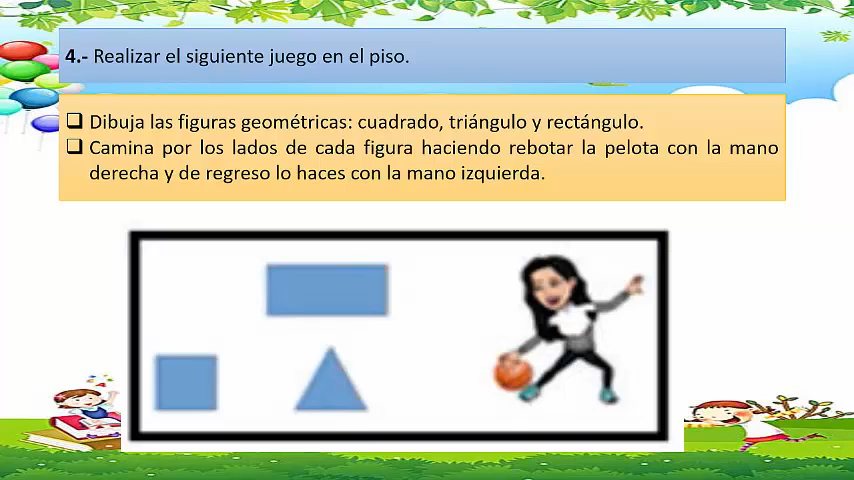 4.- Realizar el siguiente juego en el piso.
❑ Dibuja las figuras geométricas: cuadrado, triángulo y rectángulo.
❑ Camina por los lados de cada figura haciendo rebotar la pelota con la mano
derecha y de regreso lo haces con la mano izquierda.